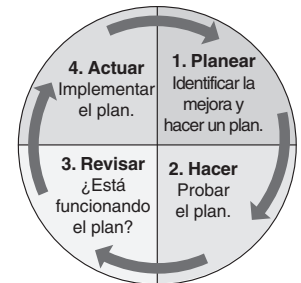 1. Planear
Identificar la
mejora y
hacer un plan.
2. Hacer
Probar
el plan.
3. Revisar
¿Está
funcionando
el plan?
4. Actuar
Implementar
el plan.